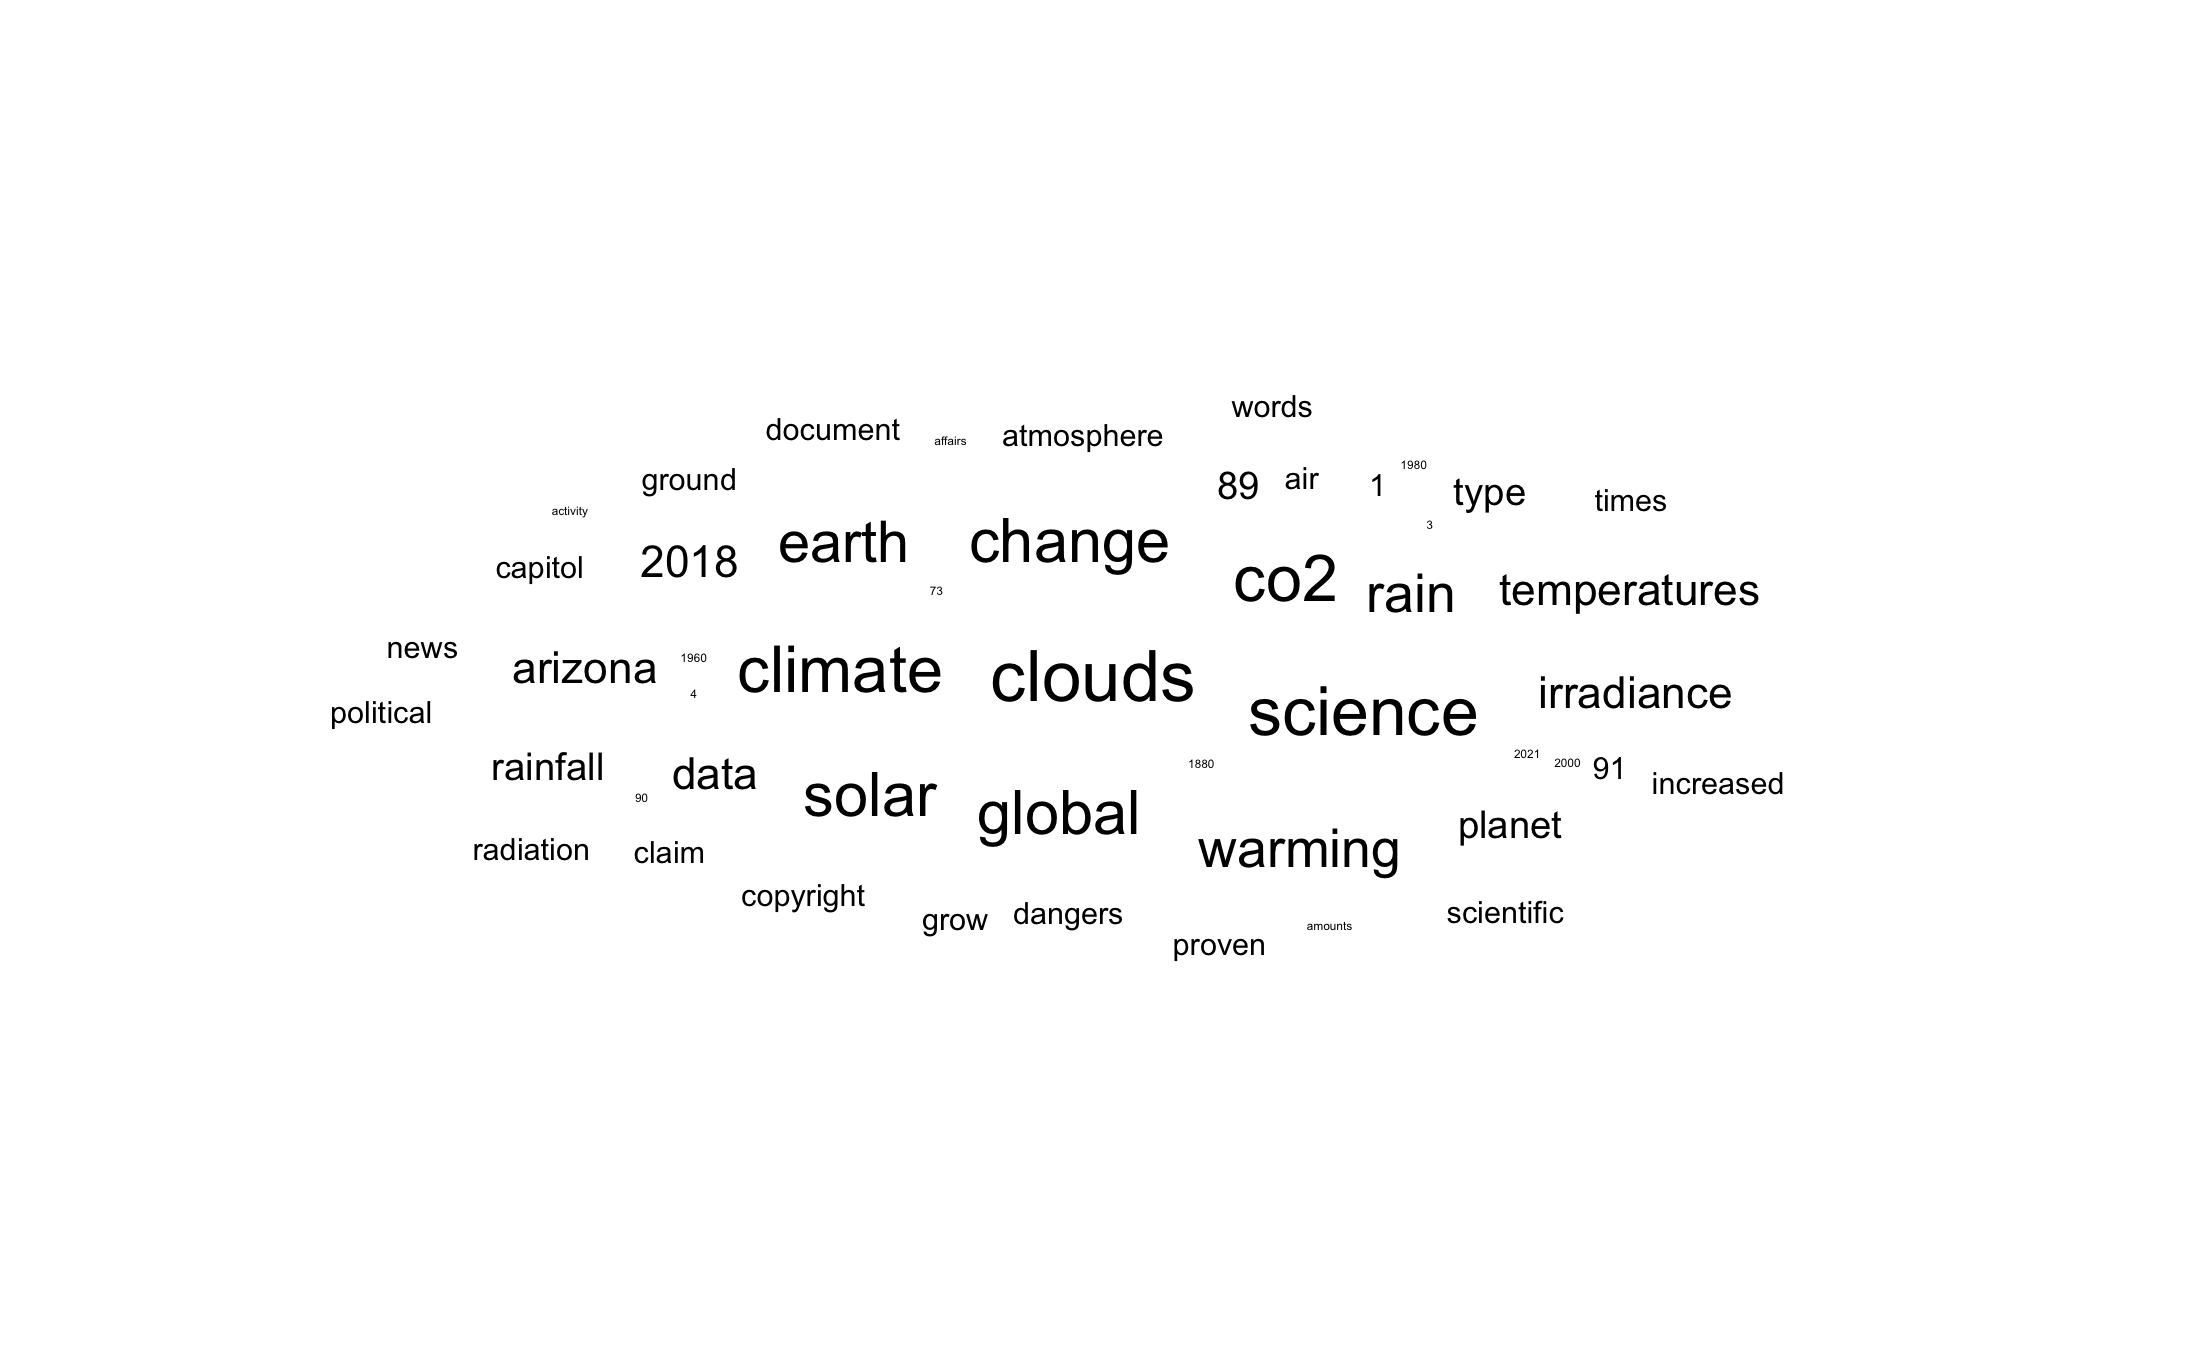 words
document affairs atmosphere
ground 89 air 1 1980 type times
activity 3
capitol 2018 earth change co2 rain temperatures
73
news arizona 1960 climate clouds science irradiance
political 4
rainfall data solar global 1880 2021 2000 91 increased
90 warming planet
radiation claim
copyright grow dangers proven amounts scientific